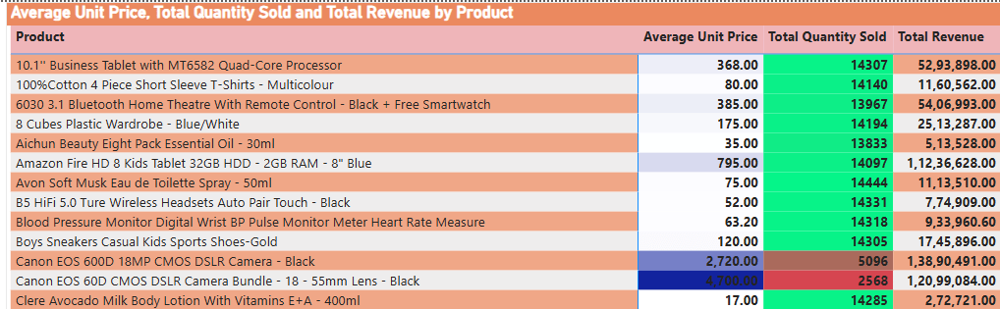 Average Unit Price, Total Quantity Sold and Total Revenue by Product
Product Average Unit Price Total Quantity Sold Total Revenue
10.1" Business Tablet with MT6582 Quad-Core Processor 368.00 14307 52,93,898.00
100%Cotton 4 Piece Short Sleeve T-Shirts - Multicolour 80.00 14140 11,60,562.00
6030 3.1 Bluetooth Home Theatre With Remote Control - Black + Free Smartwatch 385.00 13967 54,06,993.00
8 Cubes Plastic Wardrobe - Blue/White 175.00 14194 25,13,287.00
Aichun Beauty Eight Pack Essential Oil - 30ml 35.00 13833 5,13,528.00
Amazon Fire HD 8 Kids Tablet 32GB HDD - 2GB RAM - 8" Blue 795.00 14097 1,12,36,628.00
Avon Soft Musk Eau de Toilette Spray - 50ml 75.00 14444 11,13,510.00
B5 HiFi 5.0 Ture Wireless Headsets Auto Pair Touch - Black 52.00 14331 7,74,909.00
Blood Pressure Monitor Digital Wrist BP Pulse Monitor Meter Heart Rate Measure 63.20 14318 9,33,960.60
Boys Sneakers Casual Kids Sports Shoes-Gold 120.00 14305 17,45,896.00
Canon EOS 600D 18MP CMOS DSLR Camera - Black 2,720.00 5096 1,38,90,491.00
Canon EOS 60D CMOS DSLR Camera Bundle - 18 - 55mm Lens - Black 4,700.00 2568 1,20,99,084.00
Clere Avocado Milk Body Lotion With Vitamins E+A - 400ml 17.00 14285 2,72,721.00